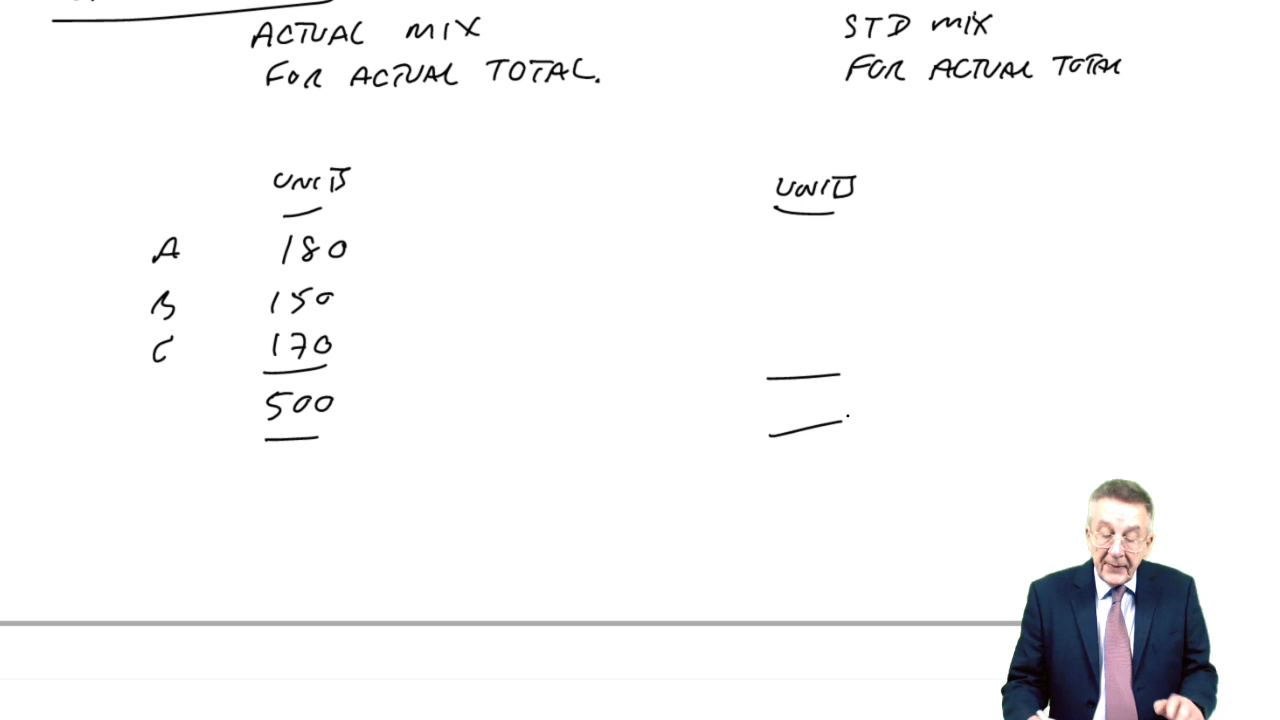 ACTUAL MIX
FOR ACTUAL TOTAL.
STD MIX
FOR ACTUAL TOTAL
UNITS
UNITS
A 180
B 150
C 170
500